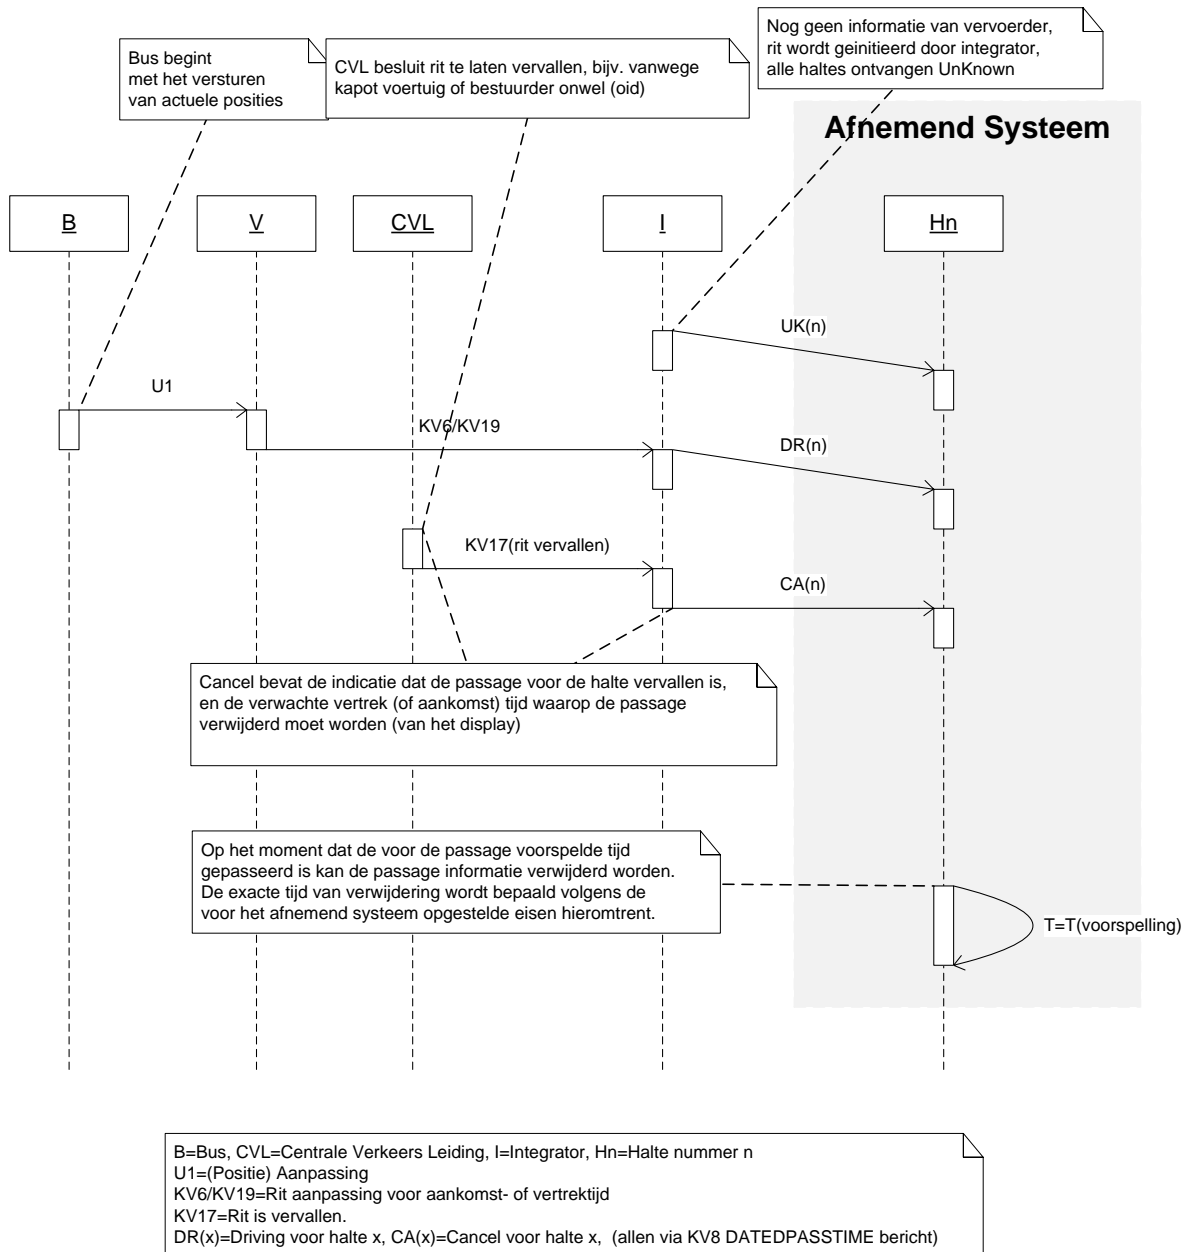 Nog geen informatie van vervoerder,
rit wordt geinitieerd door integrator,
alle haltes ontvangen UnKnown
Bus begint
met het versturen
van actuele posities
CVL besluit rit te laten vervallen, bijv. vanwege
kapot voertuig of bestuurder onwel (oid)
Afnemend Systeem
B
V
CVL
I
Hn
UK(n)
U1
KV6/KV19
DR(n)
KV17(rit vervallen)
CA(n)
Cancel bevat de indicatie dat de passage voor de halte vervallen is,
en de verwachte vertrek (of aankomst) tijd waarop de passage
verwijderd moet worden (van het display)
Op het moment dat de voor de passage voorspelde tijd
gepasseerd is kan de passage informatie verwijderd worden.
De exacte tijd van verwijdering wordt bepaald volgens de
voor het afnemend systeem opgestelde eisen hieromtrent.
T=T(voorspelling)
B=Bus, CVL=Centrale Verkeers Leiding, I=Integrator, Hn=Halte nummer n
U1=(Positie) Aanpassing
KV6/KV19=Rit aanpassing voor aankomst- of vertrektijd
KV17=Rit is vervallen.
DR(x)=Driving voor halte x, CA(x)=Cancel voor halte x,  (allen via KV8 DATEDPASSTIME bericht)